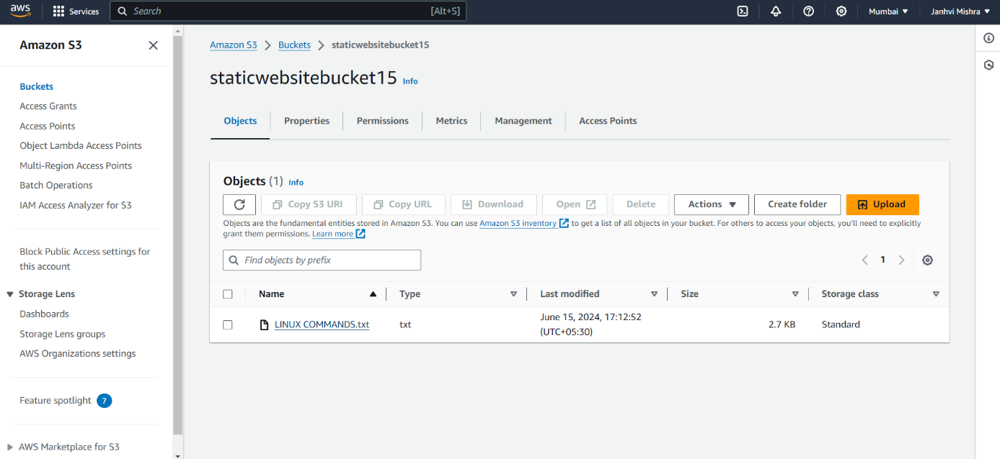 aws
Services
Search
[Alt+S]
Mumbai
Janhvi Mishra
Amazon S3
Buckets
Access Grants
Access Points
Object Lambda Access Points
Multi-Region Access Points
Batch Operations
IAM Access Analyzer for S3
Block Public Access settings for
this account
Storage Lens
Dashboards
Storage Lens groups
AWS Organizations settings
Feature spotlight 7
AWS Marketplace for S3
Amazon S3 > Buckets > staticwebsitebucket15
staticwebsitebucket15 Info
Objects
Properties
Permissions
Metrics
Management
Access Points
Objects (1) Info
Copy S3 URI
Copy URL
Download
Open
Delete
Actions
Create folder
Upload
Objects are the fundamental entities stored in Amazon S3. You can use Amazon S3 inventory to get a list of all objects in your bucket. For others to access your objects, you'll need to explicitly
grant them permissions. Learn more
Find objects by prefix
1
Name
Type
Last modified
Size
Storage class
LINUX COMMANDS.txt
txt
June 15, 2024, 17:12:52
(UTC+05:30)
2.7 KB
Standard